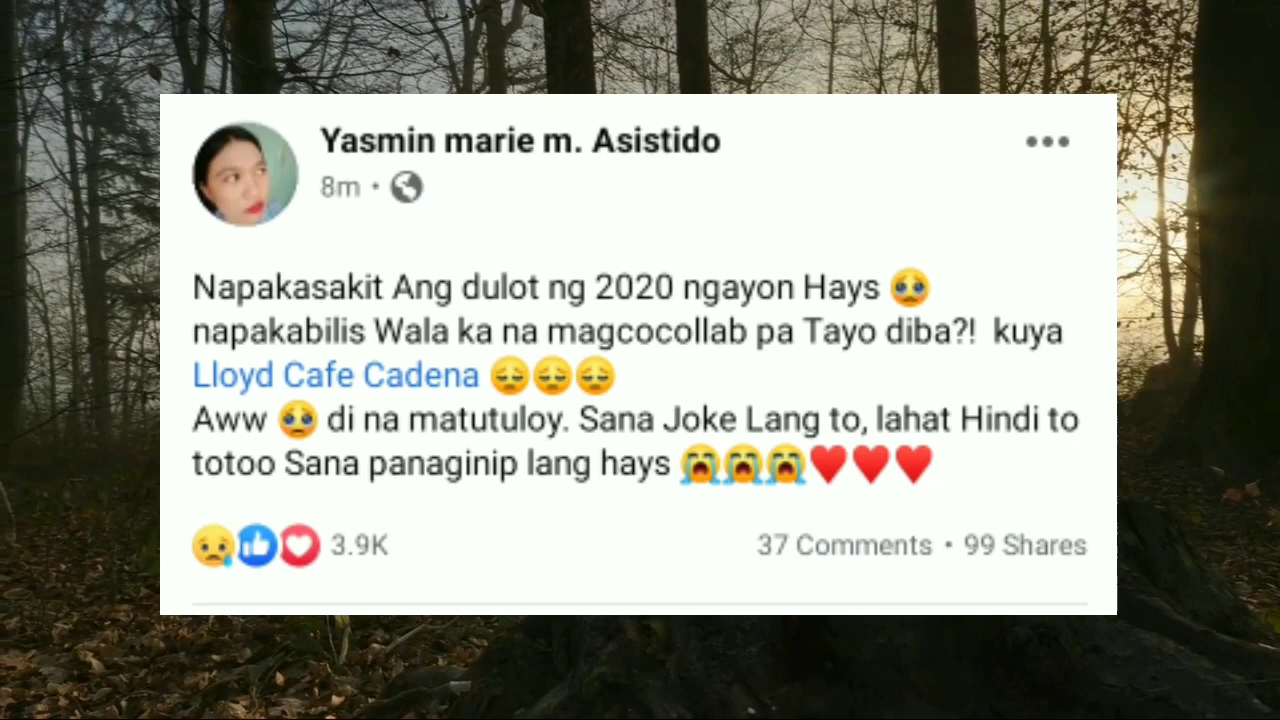 Yasmin marie m. Asistido
8m •
Napakasakit Ang dulot ng 2020 ngayon Hays 🥺
napakabilis Wala ka na magcocollab pa Tayo diba?! kuya
Lloyd Cafe Cadena 😔😔😔
Aww 🥺 di na matutuloy. Sana Joke Lang to, lahat Hindi to
totoo Sana panaginip lang hays 😭😭😭❤️❤️❤️
3.9K 37 Comments • 99 Shares